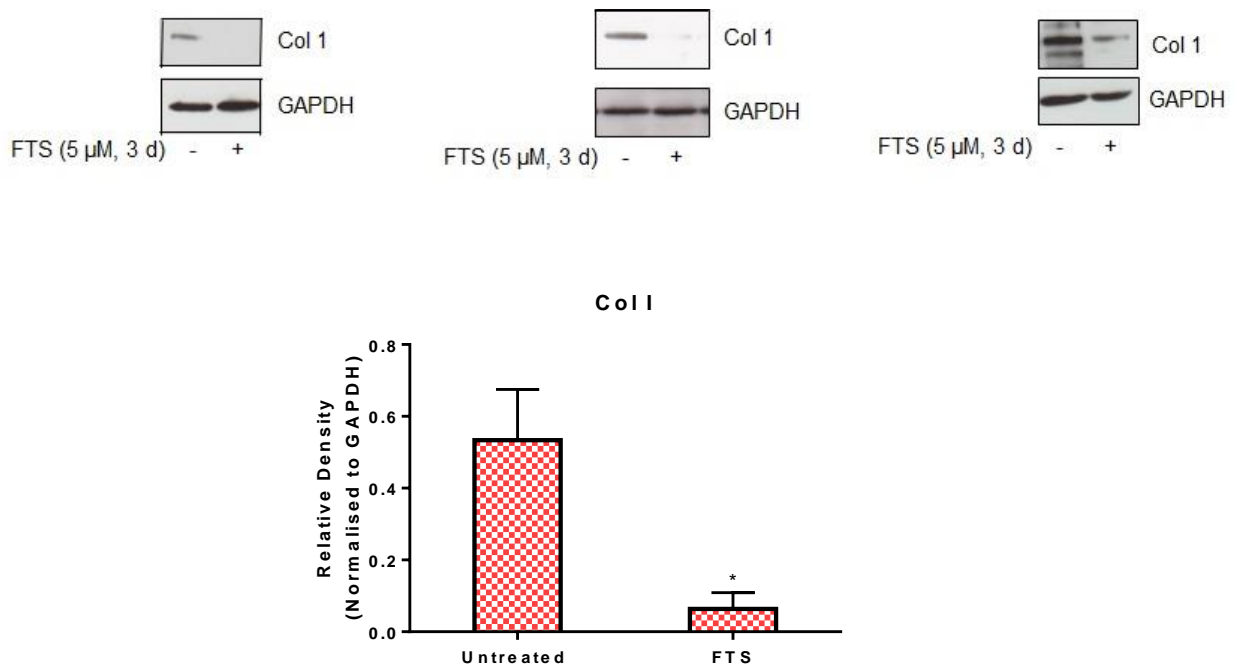 Col 1
GAPDH
FTS (5 µM, 3 d) - +
Col 1
GAPDH
FTS (5 µM, 3 d) - +
Col 1
GAPDH
FTS (5 µM, 3 d) - +
Col I
Relative Density
(Normalised to GAPDH)
0.8
0.6
0.4
0.2
0.0
*
Untreated FTS